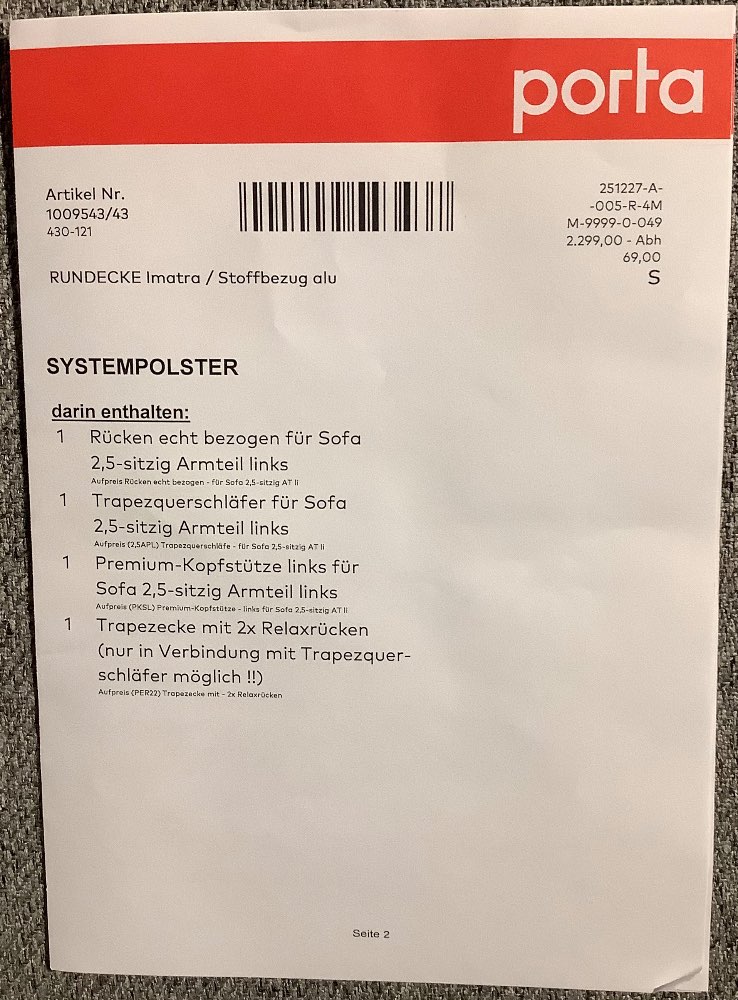 porta
Artikel Nr.
1009543/43
430-121
251227-A-
-005-R-4M
M-9999-0-049
2.299,00 - Abh
69,00
S
RUNDECKE Imatra / Stoffbezug alu
SYSTEMPOLSTER
darin enthalten:
1 Rücken echt bezogen für Sofa
2,5-sitzig Armteil links
Aufpreis Rücken echt bezogen - für Sofa 2,5-sitzig AT li
1 Trapezquerschläfer für Sofa
2,5-sitzig Armteil links
Aufpreis (2,5APL) Trapezquerschläfe - für Sofa 2,5-sitzig AT li
1 Premium-Kopfstütze links für
Sofa 2,5-sitzig Armteil links
Aufpreis (PKSL) Premium-Kopfstütze - links für Sofa 2,5-sitzig AT li
1 Trapezecke mit 2x Relaxrücken
(nur in Verbindung mit Trapezquer-
schläfer möglich !!)
Aufpreis (PER22) Trapezecke mit - 2x Relaxrücken
Seite 2